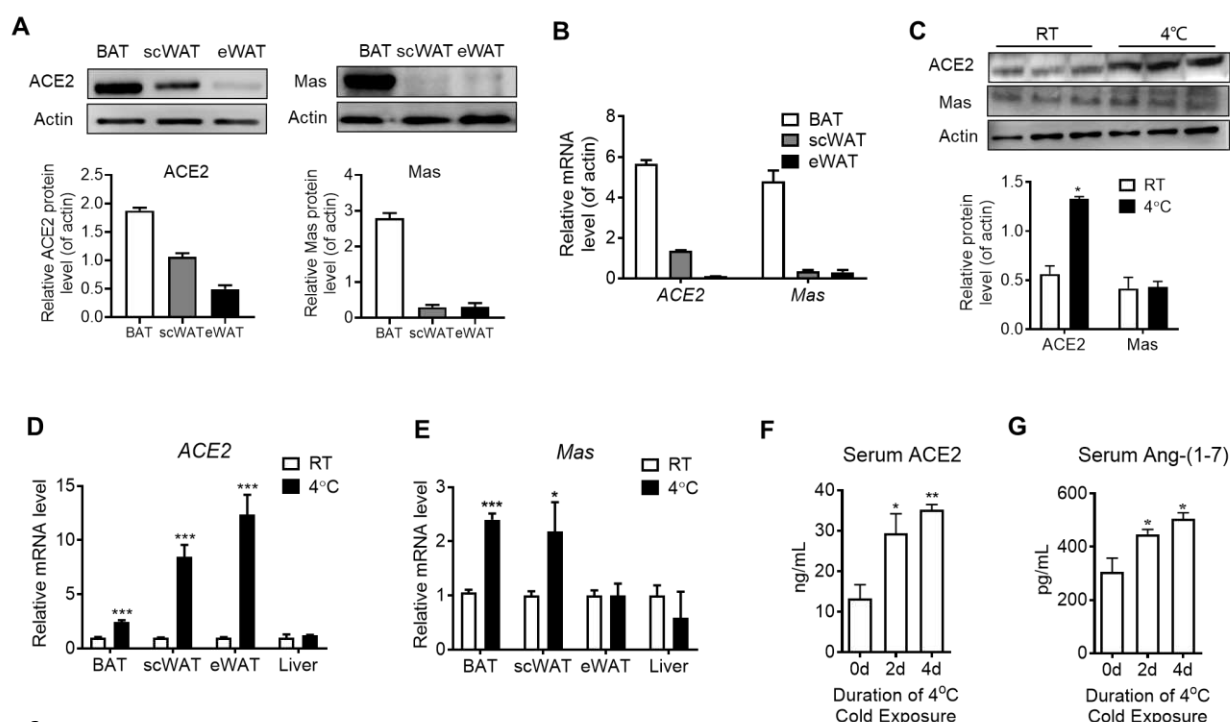 A
BAT scWAT eWAT
ACE2
Actin
BAT scWAT eWAT
Mas
Actin
ACE2
Relative ACE2 protein
level (of actin)
2.5
2.0
1.5
1.0
0.5
0.0
BAT scWAT eWAT
Mas
Relative Mas protein
level (of actin)
4
3
2
1
0
BAT scWAT eWAT
B
Relative mRNA
level (of actin)
8
6
4
2
0
BAT
scWAT
eWAT
ACE2 Mas
C
RT 4°C
ACE2
Mas
Actin
Relative protein
level (of actin)
1.5
1.0
0.5
0.0
RT
4°C
*
ACE2 Mas
D
ACE2
Relative mRNA level
15
10
5
0
RT
4°C
*** *** ***
BAT scWAT eWAT Liver
E
Mas
Relative mRNA level
3
2
1
0
RT
4°C
*** *
BAT scWAT eWAT Liver
F
Serum ACE2
ng/mL
40
30
20
10
* **
0d 2d 4d
Duration of 4°C
Cold Exposure
G
Serum Ang-(1-7)
pg/mL
600
400
200
0
* *
0d 2d 4d
Duration of 4°C
Cold Exposure